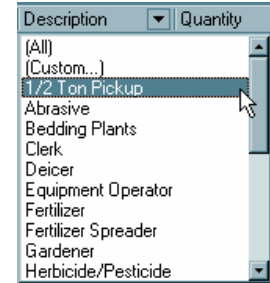 Description Quantity
(All)
(Custom...)
1/2 Ton Pickup
Abrasive
Bedding Plants
Clerk
Deicer
Equipment Operator
Fertilizer
Fertilizer Spreader
Gardener
Herbicide/Pesticide